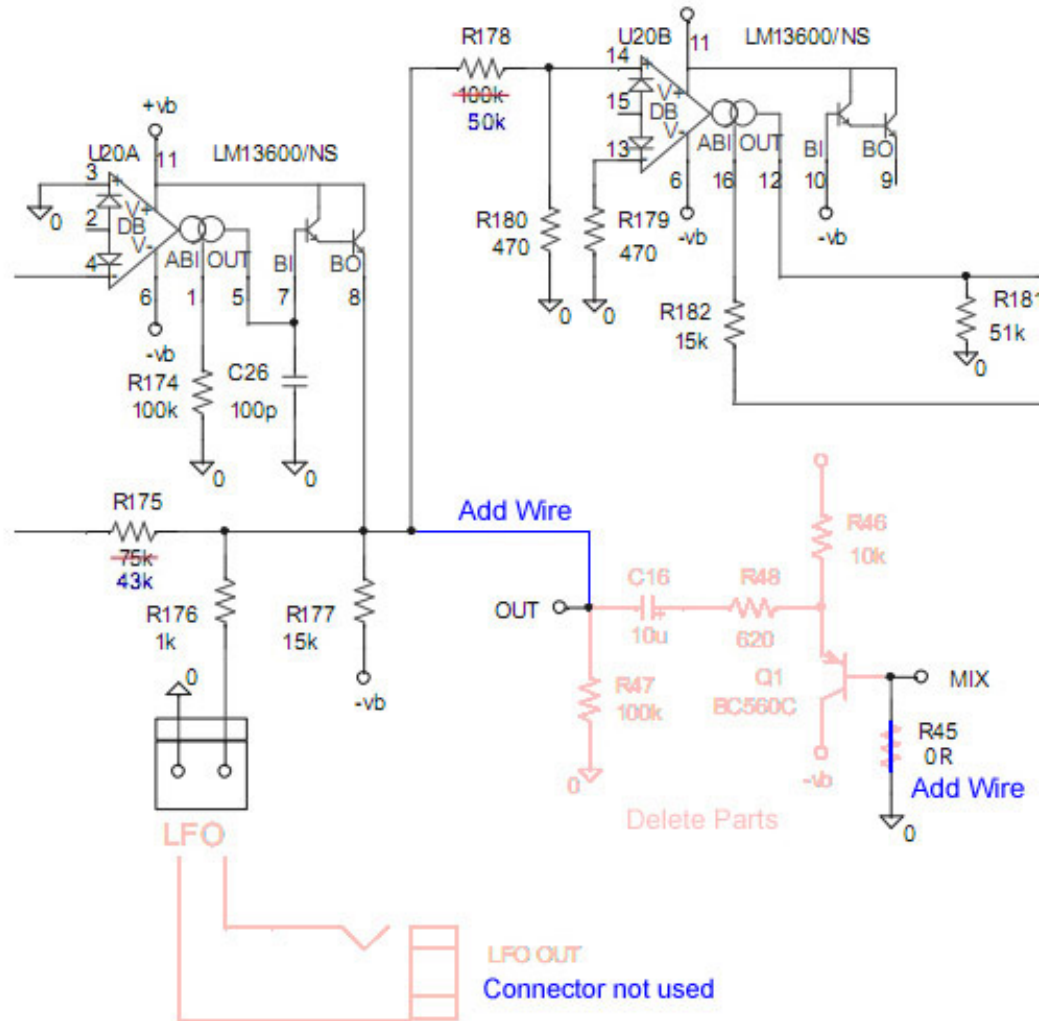 R178
100k
50k
U20B
11
LM13600/NS
14
15
13
V+
DB
V-
ABI
OUT
BI
BO
6
16
12
10
9
-vb
-vb
+vb
U20A
11
LM13600/NS
3
2
4
0
V+
DB
V-
ABI
OUT
BI
BO
6
1
5
7
8
-vb
R180
470
R179
470
0
0
R182
15k
R181
51k
0
R174
100k
C26
100p
0
0
R175
75k
43k
Add Wire
R176
1k
R177
15k
-vb
0
OUT
C16
+
10u
R48
620
R46
10k
R47
100k
0
Q1
BC560C
-vb
MIX
R45
0R
Add Wire
0
Delete Parts
LFO
LFO OUT
Connector not used